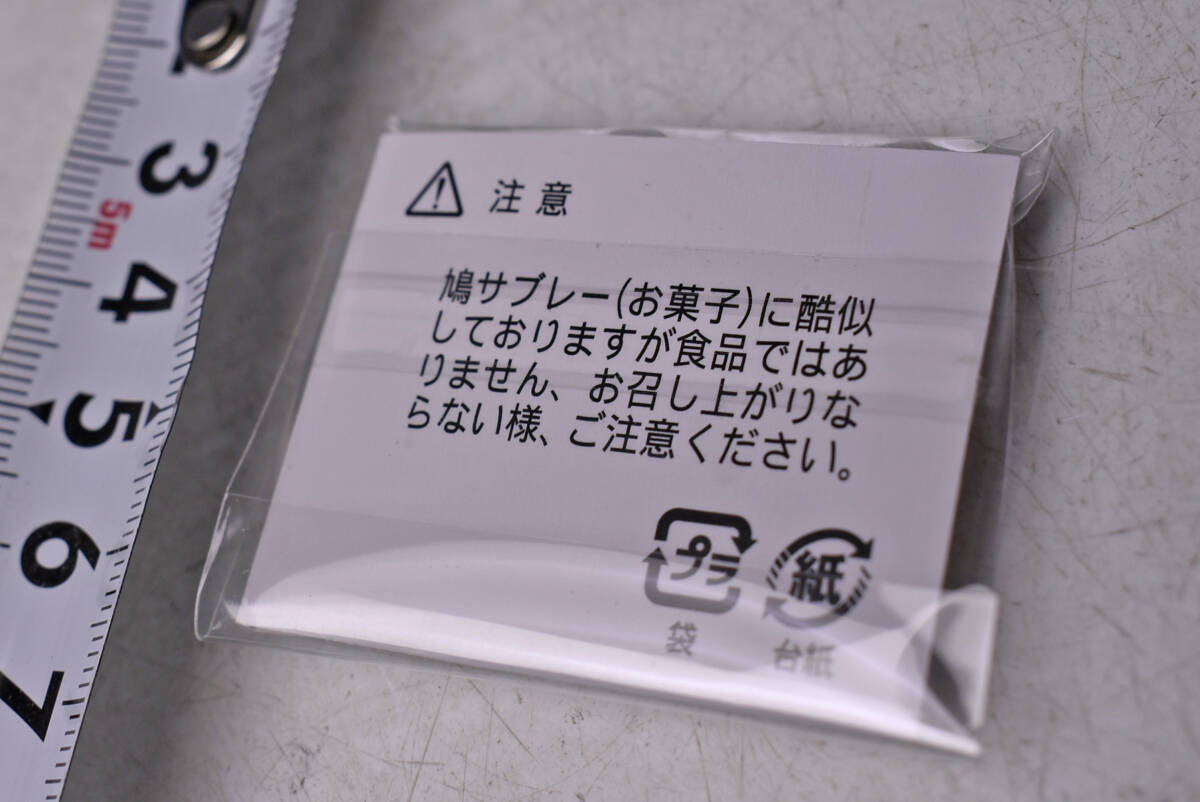 3
5m
4
5
6
7
注意
鳩サブレー(お菓子)に酷似
しておりますが食品ではあ
りません、お召し上がりな
らない様、ご注意ください。
プラ
紙
袋
台紙